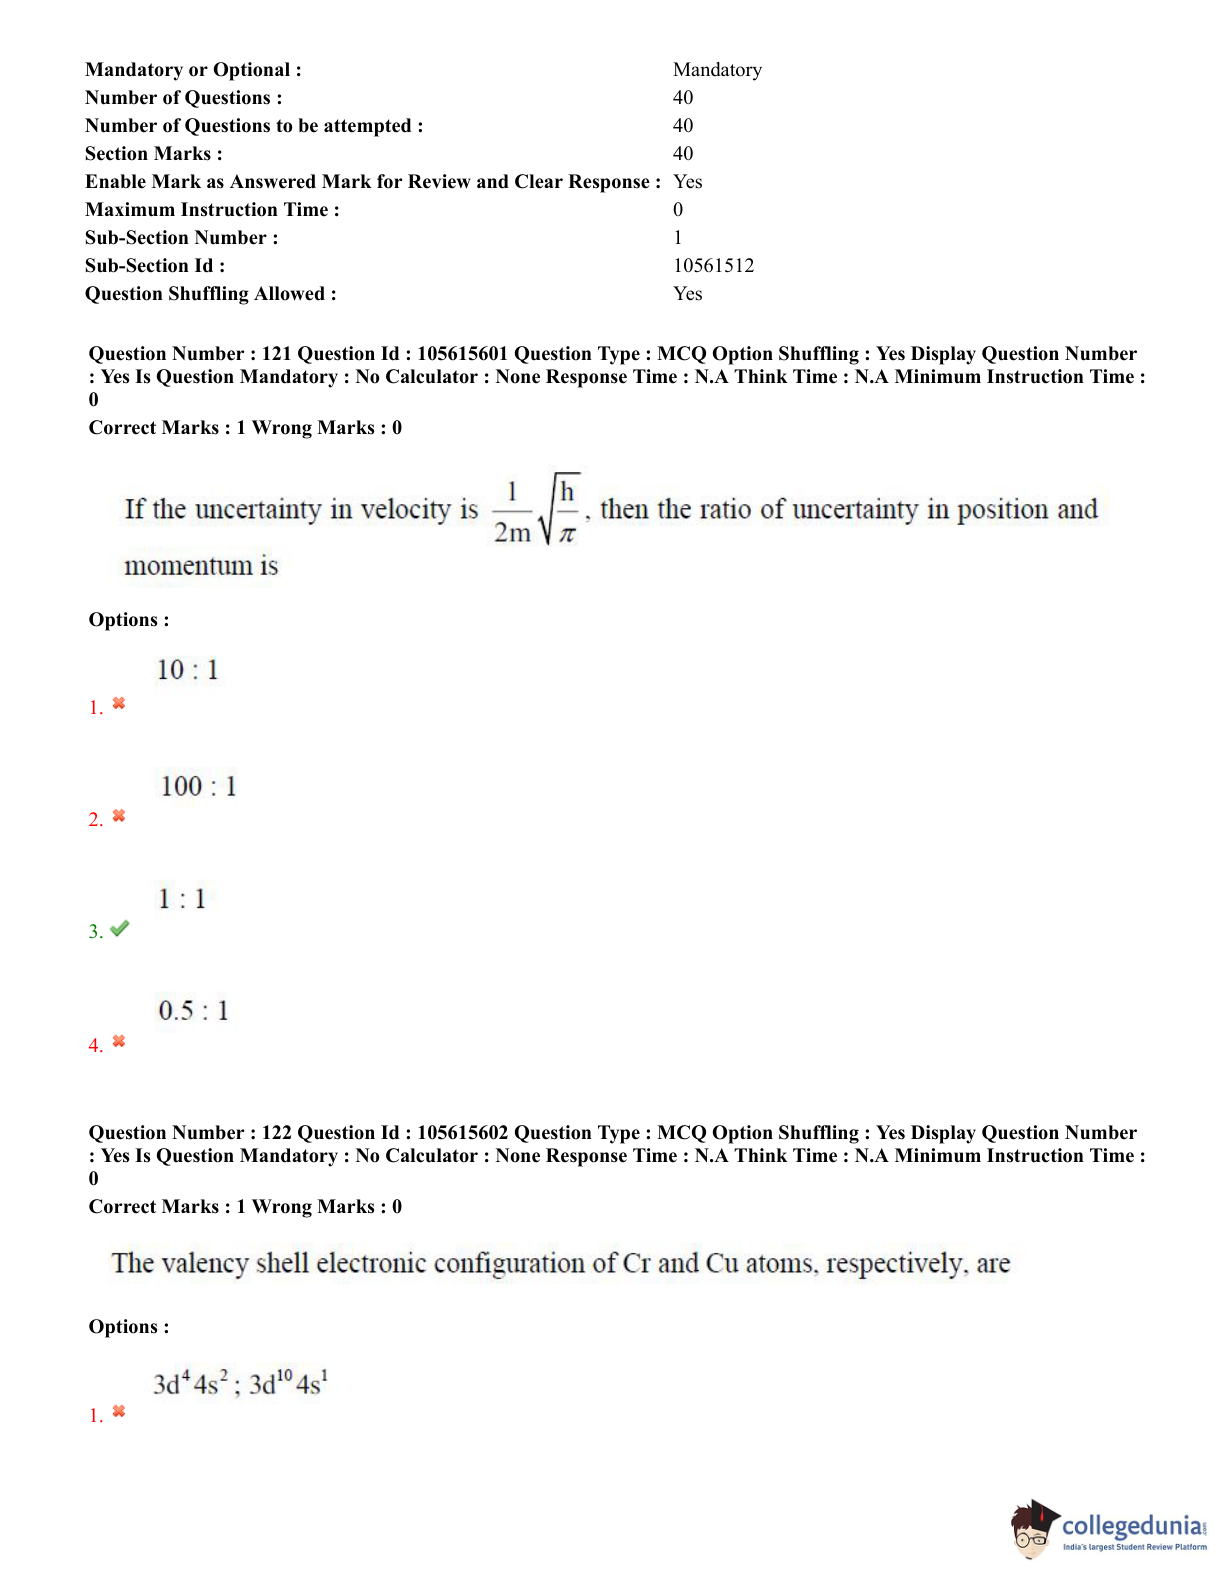 Mandatory or Optional : Mandatory
Number of Questions : 40
Number of Questions to be attempted : 40
Section Marks : 40
Enable Mark as Answered Mark for Review and Clear Response : Yes
Maximum Instruction Time : 0
Sub-Section Number : 1
Sub-Section Id : 10561512
Question Shuffling Allowed : Yes
Question Number : 121 Question Id : 105615601 Question Type : MCQ Option Shuffling : Yes Display Question Number
: Yes Is Question Mandatory : No Calculator : None Response Time : N.A Think Time : N.A Minimum Instruction Time :
0
Correct Marks : 1 Wrong Marks : 0
If the uncertainty in velocity is \frac{1}{2m}\sqrt{\frac{h}{\pi}}, then the ratio of uncertainty in position and
momentum is
Options :
10 : 1
1.
100 : 1
2.
1 : 1
3.
0.5 : 1
4.
Question Number : 122 Question Id : 105615602 Question Type : MCQ Option Shuffling : Yes Display Question Number
: Yes Is Question Mandatory : No Calculator : None Response Time : N.A Think Time : N.A Minimum Instruction Time :
0
Correct Marks : 1 Wrong Marks : 0
The valency shell electronic configuration of Cr and Cu atoms, respectively, are
Options :
3d⁴4s² ; 3d¹⁰4s¹
1.
collegedunia.com
India's largest Student Review Platform